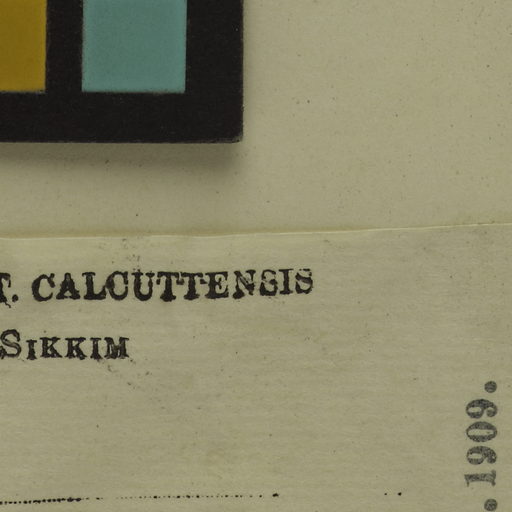 T. CALCUTTENSIS
SIKKIM
. 1909.